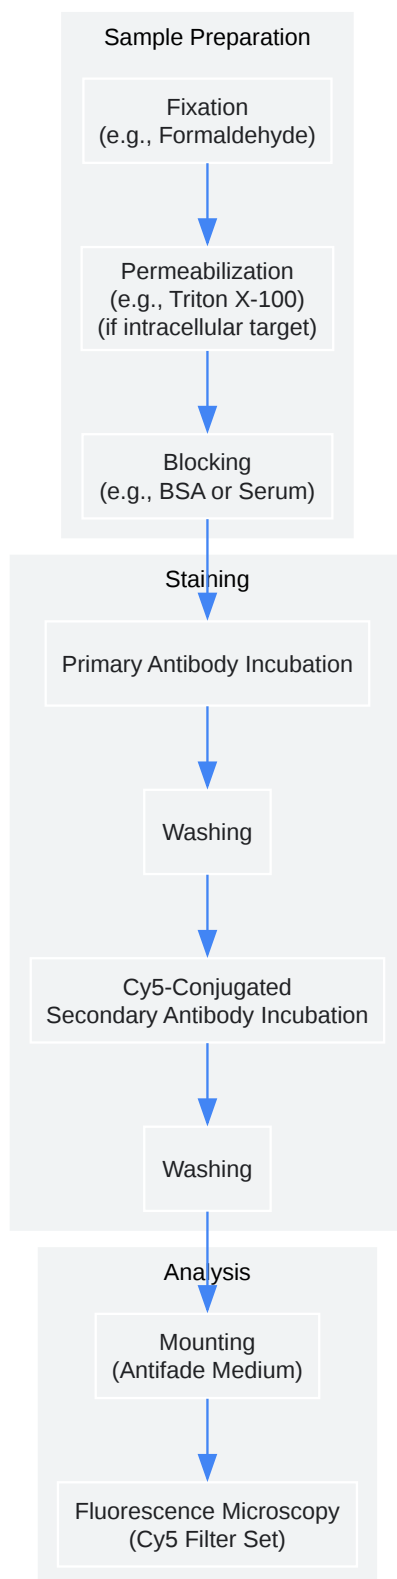 Sample Preparation
Fixation
(e.g., Formaldehyde)
Permeabilization
(e.g., Triton X-100)
(if intracellular target)
Blocking
(e.g., BSA or Serum)
Staining
Primary Antibody Incubation
Washing
Cy5-Conjugated
Secondary Antibody Incubation
Washing
Analysis
Mounting
(Antifade Medium)
Fluorescence Microscopy
(Cy5 Filter Set)